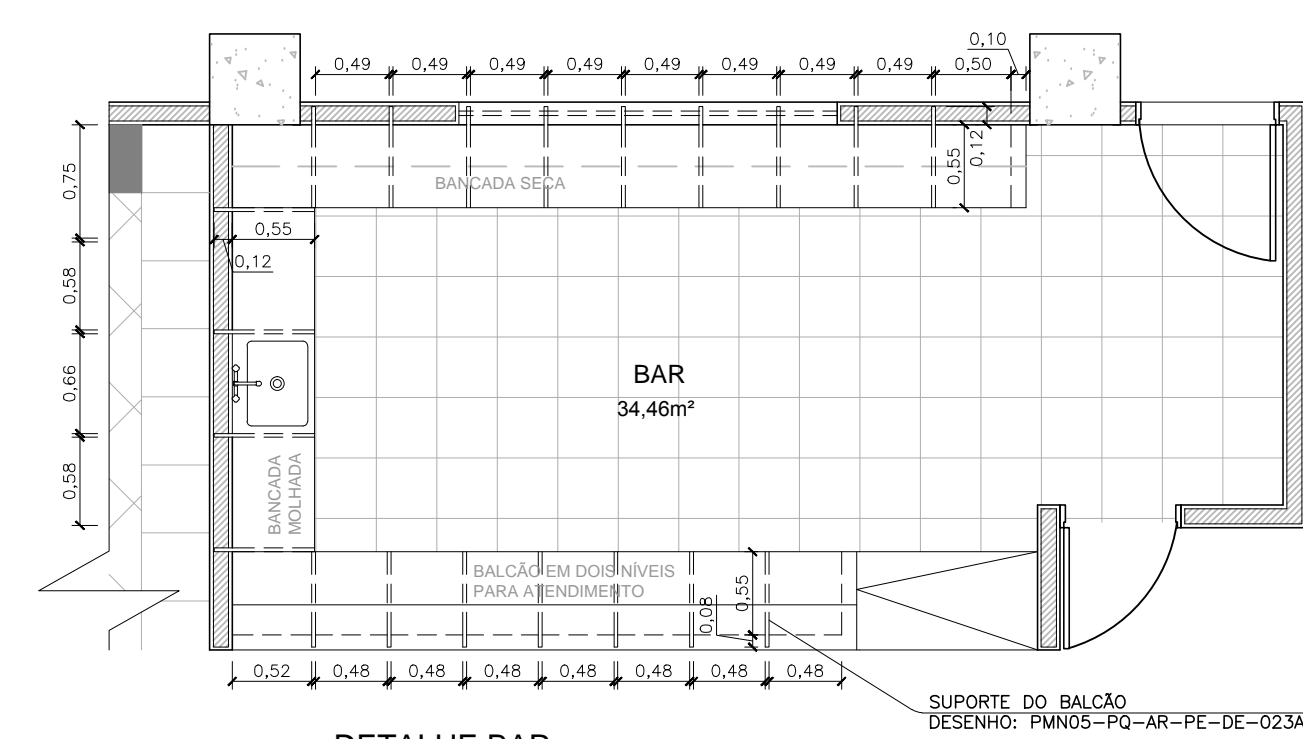 0,10
0,49 0,49 0,49 0,49 0,49 0,49 0,49 0,49 0,50
0,75
0,12
0,55
BANCADA SECA
0,55
0,12
0,58
BAR
34,46m²
0,66
0,58
BANCADA
MOLHADA
BALCÃO EM DOIS NÍVEIS
PARA ATENDIMENTO
0,55
0,08
0,52 0,48 0,48 0,48 0,48 0,48 0,48 0,48
SUPORTE DO BALCÃO
DESENHO: PMN05-PQ-AR-PE-DE-023A
DETALHE BAR